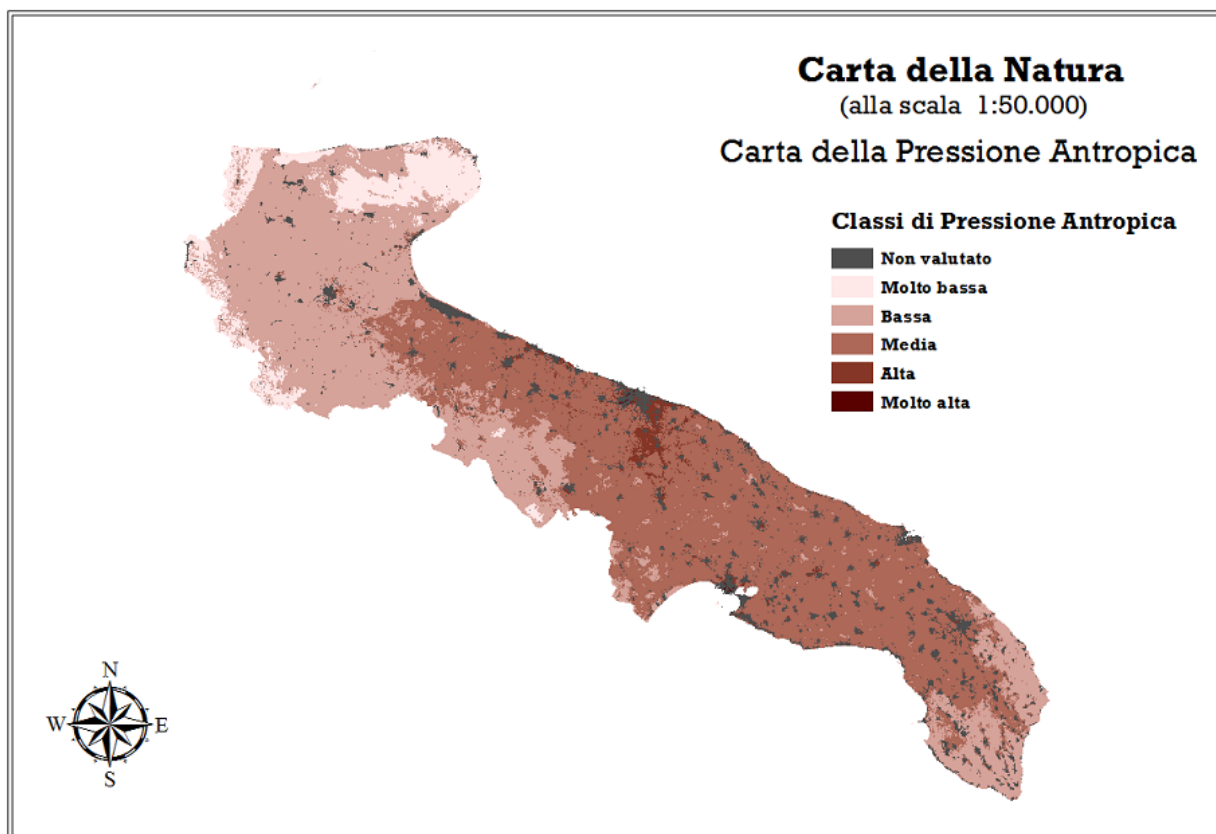 Carta della Natura
(alla scala 1:50.000)
Carta della Pressione Antropica
Classi di Pressione Antropica
Non valutato
Molto bassa
Bassa
Media
Alta
Molto alta
N
W E
S